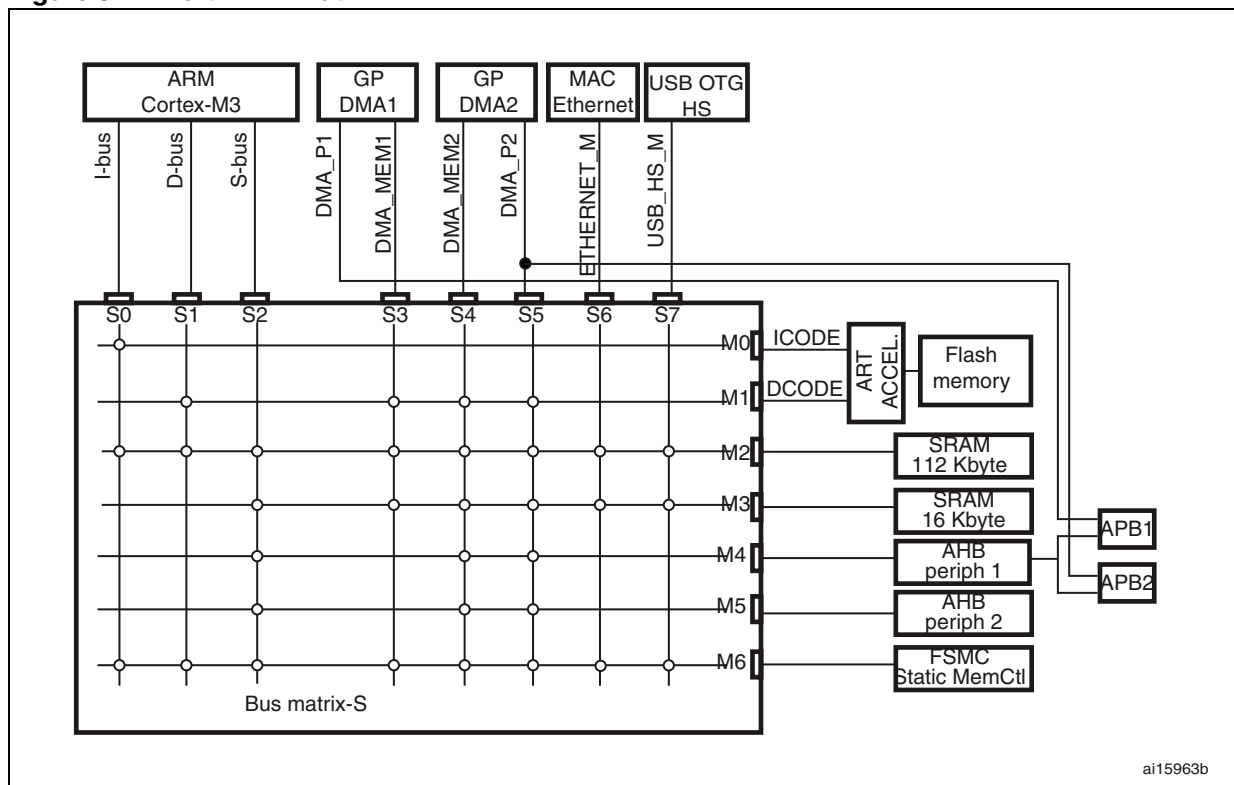 ARM
Cortex-M3
GP
DMA1
GP
DMA2
MAC
Ethernet
USB OTG
HS
I-bus
D-bus
S-bus
DMA_P1
DMA_MEM1
DMA_MEM2
DMA_P2
ETHERNET_M
USB_HS_M
S0
S1
S2
S3
S4
S5
S6
S7
M0
ICODE
M1
DCODE
ART
ACCEL.
Flash
memory
M2
SRAM
112 Kbyte
M3
SRAM
16 Kbyte
M4
AHB
periph 1
M5
AHB
periph 2
M6
FSMC
Static MemCtl
APB1
APB2
Bus matrix-S
ai15963b